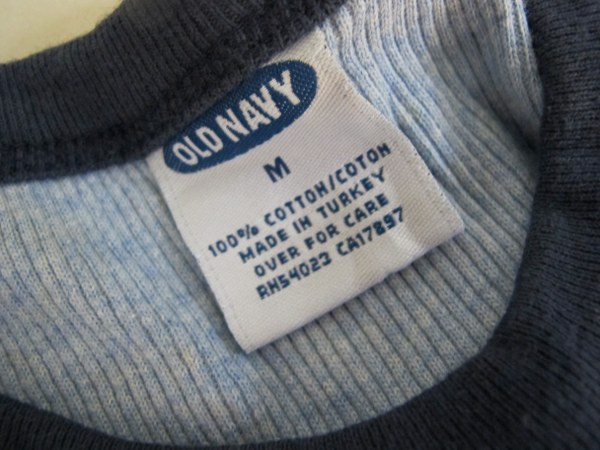 OLD NAVY
M
100% COTTON/COTON
MADE IN TURKEY
OVER FOR CARE
RN54023 CA17897